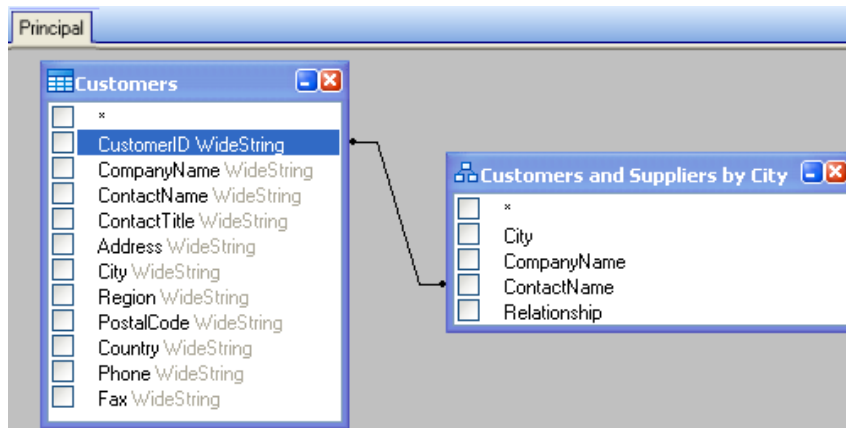 Principal
Customers
*
CustomerID WideString
CompanyName WideString
ContactName WideString
ContactTitle WideString
Address WideString
City WideString
Region WideString
PostalCode WideString
Country WideString
Phone WideString
Fax WideString
Customers and Suppliers by City
*
City
CompanyName
ContactName
Relationship